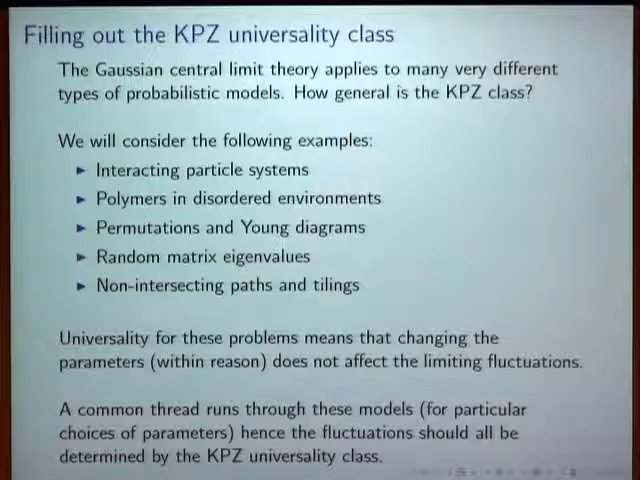 Filling out the KPZ universality class
The Gaussian central limit theory applies to many very different
types of probabilistic models. How general is the KPZ class?
We will consider the following examples:
Interacting particle systems
Polymers in disordered environments
Permutations and Young diagrams
Random matrix eigenvalues
Non-intersecting paths and tilings
Universality for these problems means that changing the
parameters (within reason) does not affect the limiting fluctuations.
A common thread runs through these models (for particular
choices of parameters) hence the fluctuations should all be
determined by the KPZ universality class.